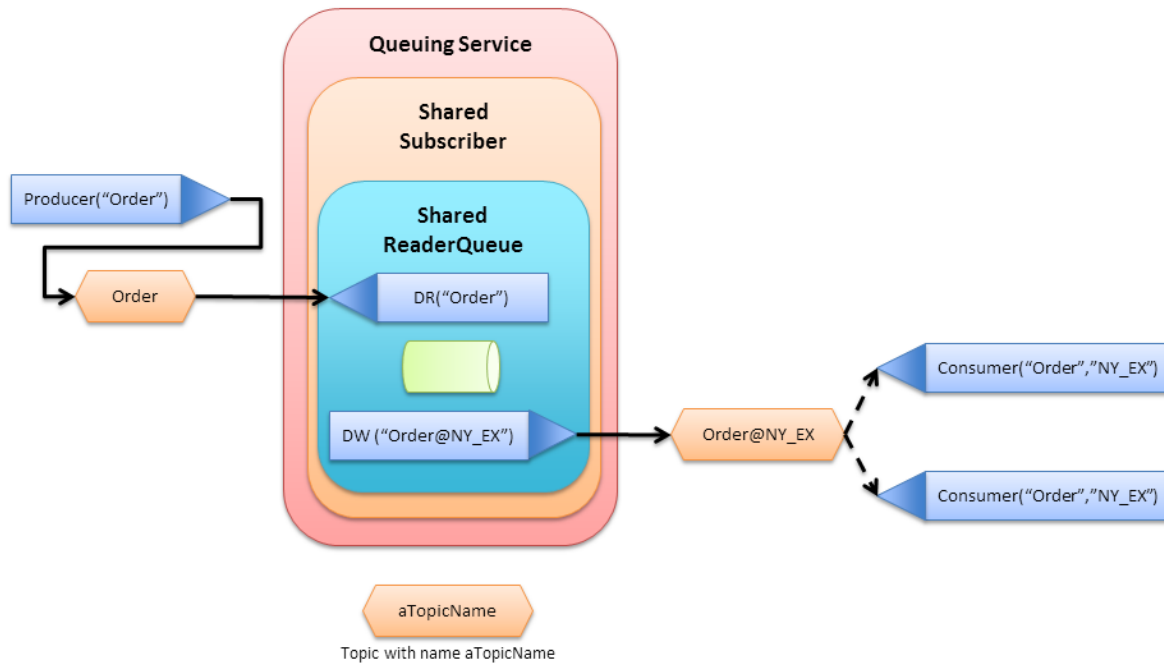 Queuing Service
Shared
Subscriber
Producer(“Order”)
Shared
ReaderQueue
Order
DR(“Order”)
Consumer(“Order”,”NY_EX”)
DW (“Order@NY_EX”)
Order@NY_EX
Consumer(“Order”,”NY_EX”)
aTopicName
Topic with name aTopicName